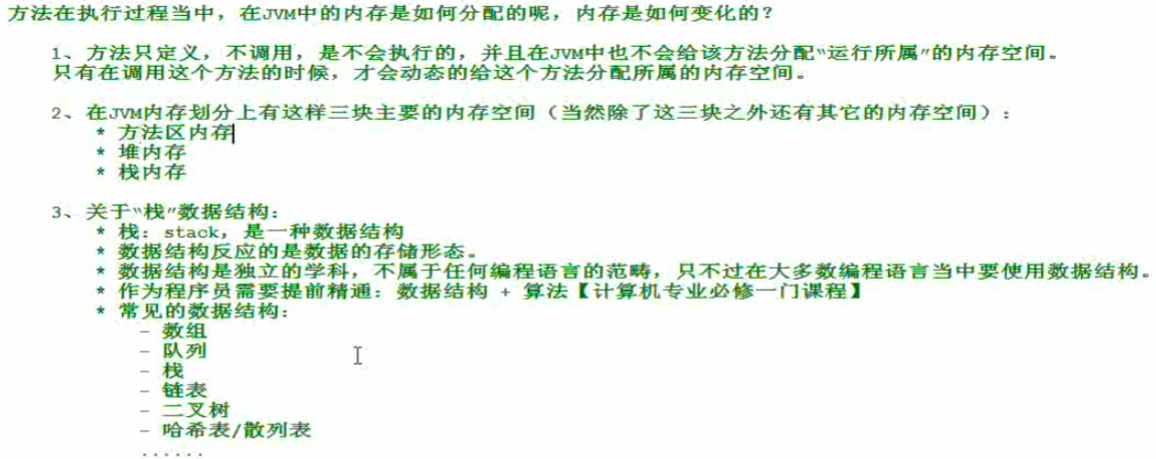 方法在执行过程当中，在JVM中的内存是如何分配的呢，内存是如何变化的？
1、方法只定义，不调用，是不会执行的，并且在JVM中也不会给该方法分配“运行所属”的内存空间。
只有在调用这个方法的时候，才会动态的给这个方法分配所属的内存空间。
2、在JVM内存划分上有这样三块主要的内存空间（当然除了这三块之外还有其它的内存空间）：
* 方法区内存
* 堆内存
* 栈内存
3、关于“栈”数据结构：
* 栈：stack，是一种数据结构
* 数据结构反应的是数据的存储形态。
* 数据结构是独立的学科，不属于任何编程语言的范畴，只不过在大多数编程语言当中要使用数据结构。
* 作为程序员需要提前精通：数据结构 + 算法【计算机专业必修一门课程】
* 常见的数据结构：
- 数组
- 队列
- 栈
- 链表
- 二叉树
- 哈希表/散列表
......